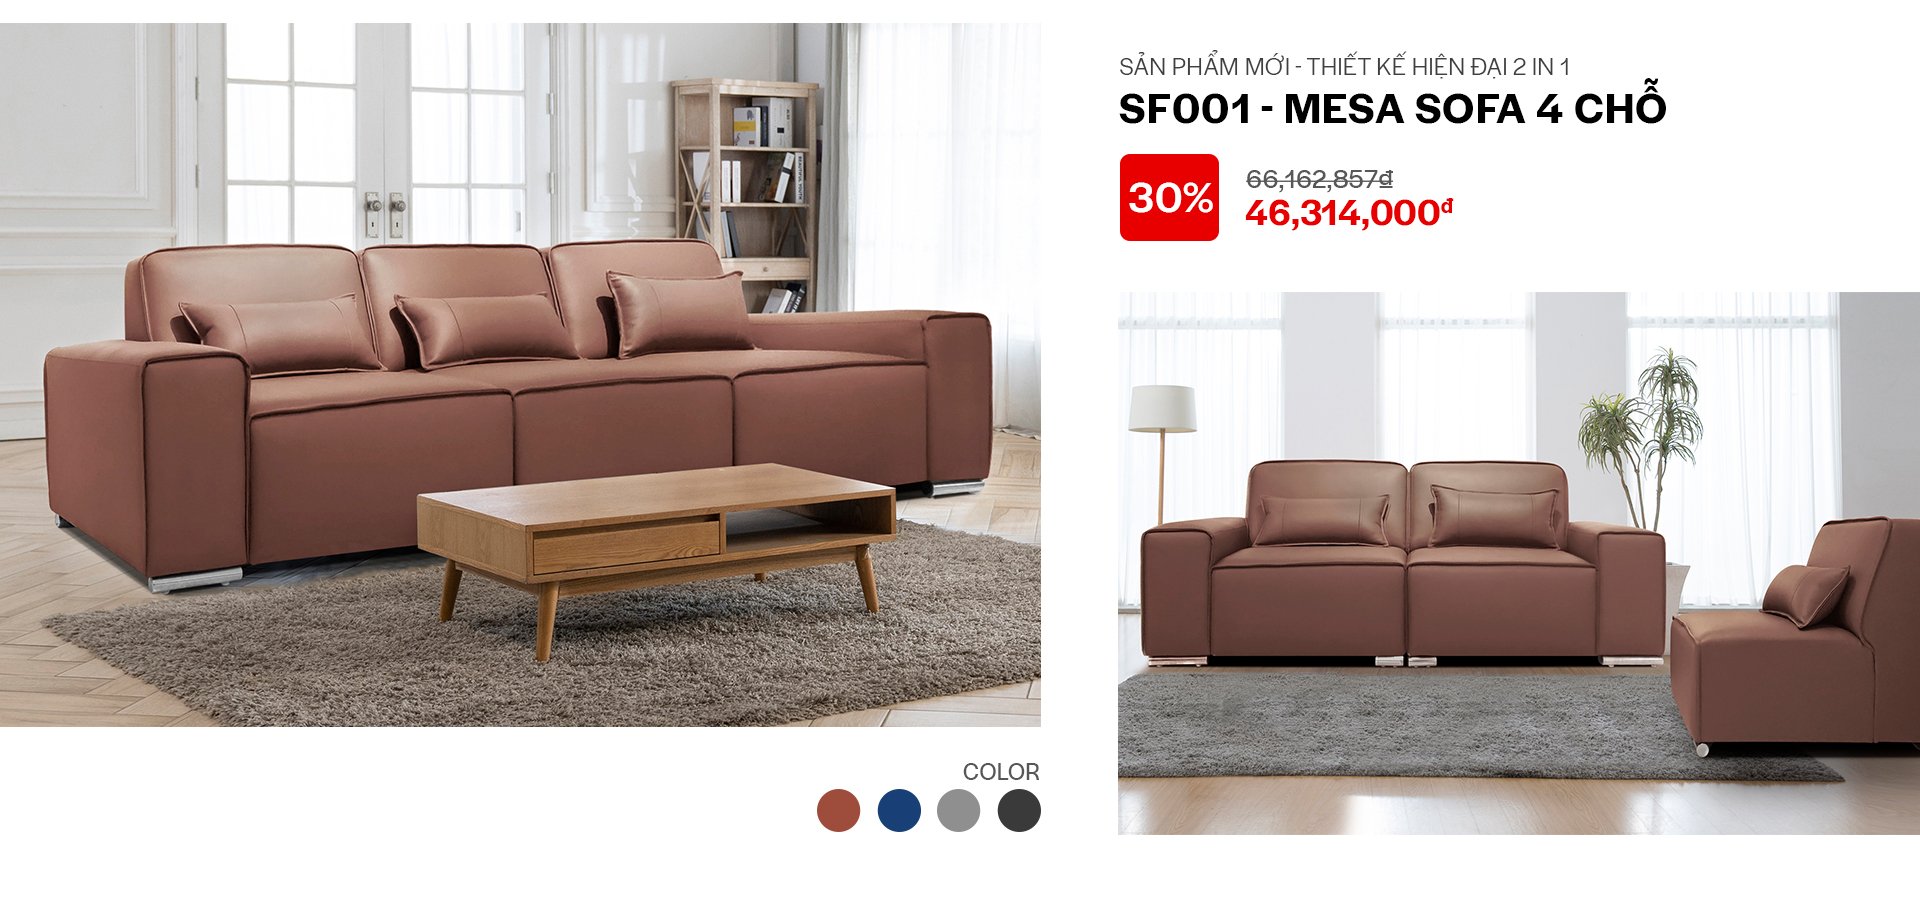 SẢN PHẨM MỚI - THIẾT KẾ HIỆN ĐẠI 2 IN 1
SF001 - MESA SOFA 4 CHỖ
30%
66,162,857đ
46,314,000đ
COLOR